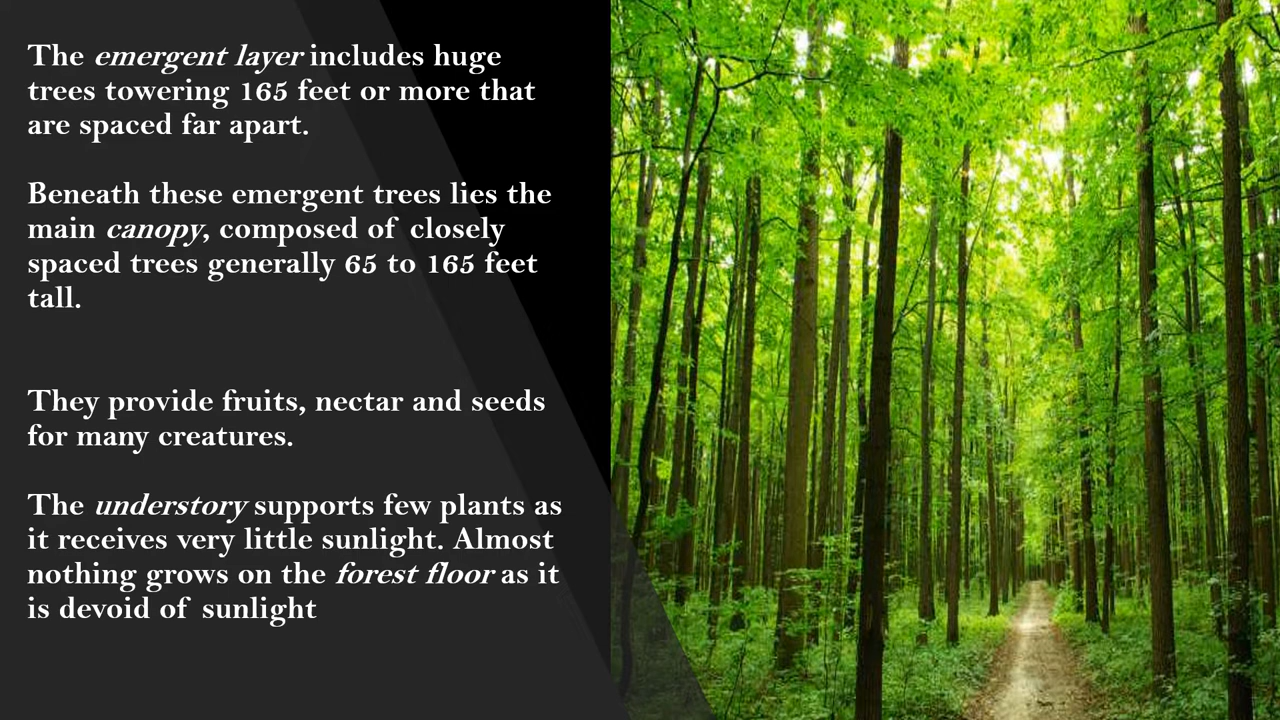 The emergent layer includes huge
trees towering 165 feet or more that
are spaced far apart.
Beneath these emergent trees lies the
main canopy, composed of closely
spaced trees generally 65 to 165 feet
tall.
They provide fruits, nectar and seeds
for many creatures.
The understory supports few plants as
it receives very little sunlight. Almost
nothing grows on the forest floor as it
is devoid of sunlight